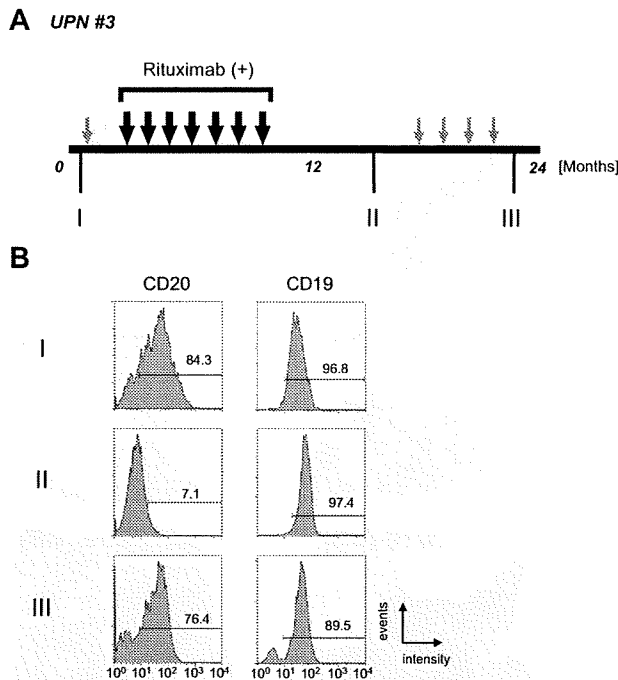 A UPN #3
Rituximab (+)
0 12 24 [Months]
I II III
B
CD20 CD19
I
84.3 96.8
II
7.1 97.4
III
76.4 89.5
events
intensity
10⁰ 10¹ 10² 10³ 10⁴ 10⁰ 10¹ 10² 10³ 10⁴